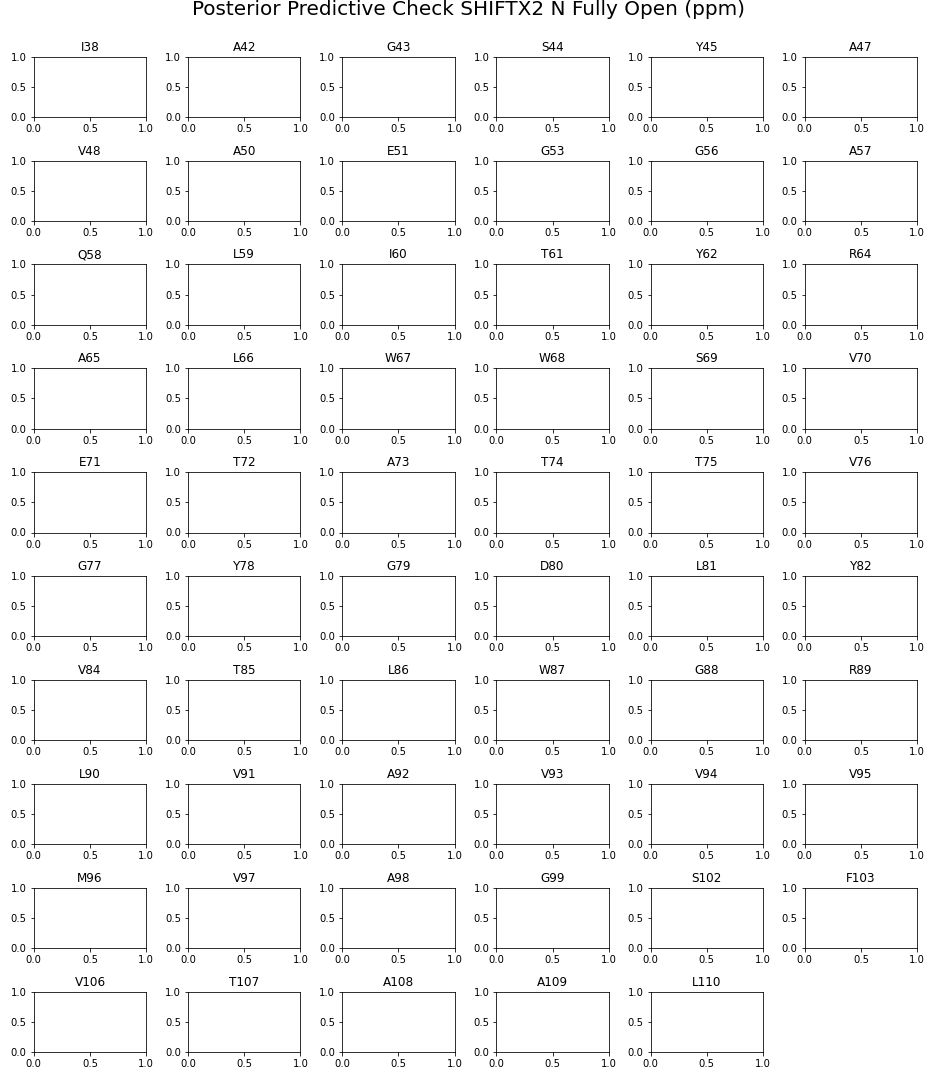 Posterior Predictive Check SHIFTX2 N Fully Open (ppm)
I38 A42 G43 S44 Y45 A47
1.0 1.0 1.0 1.0 1.0 1.0
0.5 0.5 0.5 0.5 0.5 0.5
0.0 0.0 0.0 0.0 0.0 0.0
0.0 0.5 1.0 0.0 0.5 1.0 0.0 0.5 1.0 0.0 0.5 1.0 0.0 0.5 1.0 0.0 0.5 1.0
V48 A50 E51 G53 G56 A57
1.0 1.0 1.0 1.0 1.0 1.0
0.5 0.5 0.5 0.5 0.5 0.5
0.0 0.0 0.0 0.0 0.0 0.0
0.0 0.5 1.0 0.0 0.5 1.0 0.0 0.5 1.0 0.0 0.5 1.0 0.0 0.5 1.0 0.0 0.5 1.0
Q58 L59 I60 T61 Y62 R64
1.0 1.0 1.0 1.0 1.0 1.0
0.5 0.5 0.5 0.5 0.5 0.5
0.0 0.0 0.0 0.0 0.0 0.0
0.0 0.5 1.0 0.0 0.5 1.0 0.0 0.5 1.0 0.0 0.5 1.0 0.0 0.5 1.0 0.0 0.5 1.0
A65 L66 W67 W68 S69 V70
1.0 1.0 1.0 1.0 1.0 1.0
0.5 0.5 0.5 0.5 0.5 0.5
0.0 0.0 0.0 0.0 0.0 0.0
0.0 0.5 1.0 0.0 0.5 1.0 0.0 0.5 1.0 0.0 0.5 1.0 0.0 0.5 1.0 0.0 0.5 1.0
E71 T72 A73 T74 T75 V76
1.0 1.0 1.0 1.0 1.0 1.0
0.5 0.5 0.5 0.5 0.5 0.5
0.0 0.0 0.0 0.0 0.0 0.0
0.0 0.5 1.0 0.0 0.5 1.0 0.0 0.5 1.0 0.0 0.5 1.0 0.0 0.5 1.0 0.0 0.5 1.0
G77 Y78 G79 D80 L81 Y82
1.0 1.0 1.0 1.0 1.0 1.0
0.5 0.5 0.5 0.5 0.5 0.5
0.0 0.0 0.0 0.0 0.0 0.0
0.0 0.5 1.0 0.0 0.5 1.0 0.0 0.5 1.0 0.0 0.5 1.0 0.0 0.5 1.0 0.0 0.5 1.0
V84 T85 L86 W87 G88 R89
1.0 1.0 1.0 1.0 1.0 1.0
0.5 0.5 0.5 0.5 0.5 0.5
0.0 0.0 0.0 0.0 0.0 0.0
0.0 0.5 1.0 0.0 0.5 1.0 0.0 0.5 1.0 0.0 0.5 1.0 0.0 0.5 1.0 0.0 0.5 1.0
L90 V91 A92 V93 V94 V95
1.0 1.0 1.0 1.0 1.0 1.0
0.5 0.5 0.5 0.5 0.5 0.5
0.0 0.0 0.0 0.0 0.0 0.0
0.0 0.5 1.0 0.0 0.5 1.0 0.0 0.5 1.0 0.0 0.5 1.0 0.0 0.5 1.0 0.0 0.5 1.0
M96 V97 A98 G99 S102 F103
1.0 1.0 1.0 1.0 1.0 1.0
0.5 0.5 0.5 0.5 0.5 0.5
0.0 0.0 0.0 0.0 0.0 0.0
0.0 0.5 1.0 0.0 0.5 1.0 0.0 0.5 1.0 0.0 0.5 1.0 0.0 0.5 1.0 0.0 0.5 1.0
V106 T107 A108 A109 L110
1.0 1.0 1.0 1.0 1.0
0.5 0.5 0.5 0.5 0.5
0.0 0.0 0.0 0.0 0.0
0.0 0.5 1.0 0.0 0.5 1.0 0.0 0.5 1.0 0.0 0.5 1.0 0.0 0.5 1.0